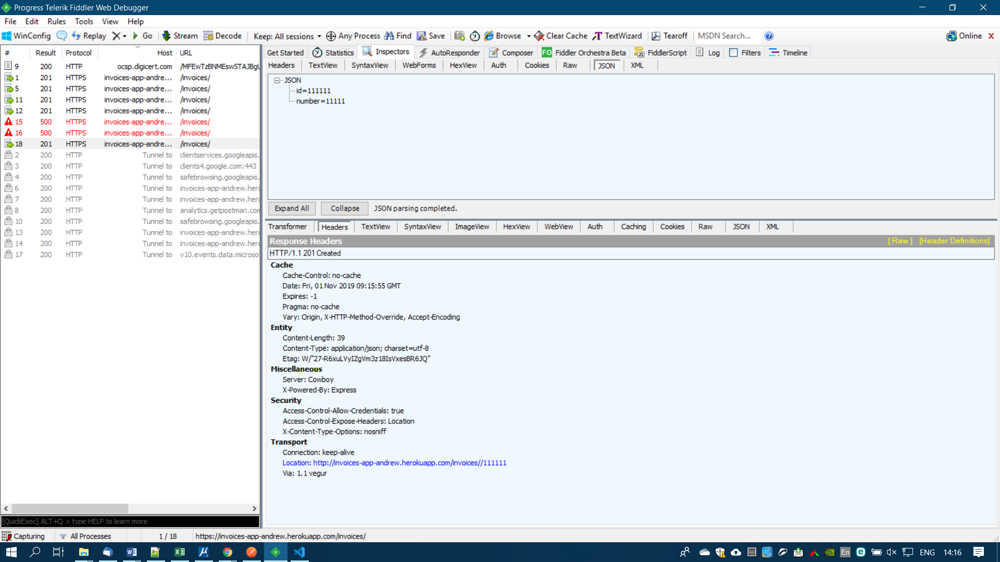 Progress Telerik Fiddler Web Debugger
File Edit Rules Tools View Help
WinConfig Replay Go Stream Decode Keep: All sessions Any Process Find Save Browse Clear Cache TextWizard Tearoff MSDN Search... Online
Get Started Statistics Inspectors AutoResponder Composer FO Fiddler Orchestra Beta FiddlerScript Log Filters Timeline
# Result Protocol Host URL
9 200 HTTP ocsp.digicert.com /MFEwTzBNMEswSTAJBgU
1 201 HTTPS invoices-app-andre... /invoices/
5 201 HTTPS invoices-app-andre... /invoices/
11 201 HTTPS invoices-app-andre... /invoices/
12 201 HTTPS invoices-app-andre... /invoices/
15 500 HTTPS invoices-app-andre... /invoices/
16 500 HTTPS invoices-app-andre... /invoices/
18 201 HTTPS invoices-app-andre... /invoices/
2 200 HTTP Tunnel to clientservices.googleapis.
3 200 HTTP Tunnel to clients4.google.com:443
4 200 HTTP Tunnel to safebrowsing.googleapis.
6 200 HTTP Tunnel to invoices-app-andrew.hero
7 200 HTTP Tunnel to invoices-app-andrew.hero
8 200 HTTP Tunnel to analytics.getpostman.com
10 200 HTTP Tunnel to safebrowsing.googleapis.
13 200 HTTP Tunnel to invoices-app-andrew.hero
14 200 HTTP Tunnel to invoices-app-andrew.hero
17 200 HTTP Tunnel to v10.events.data.microsof
[QuickExec] ALT+Q > type HELP to learn more
Headers TextView SyntaxView WebForms HexView Auth Cookies Raw JSON XML
JSON
id=111111
number=11111
Expand All Collapse JSON parsing completed.
Transformer Headers TextView SyntaxView ImageView HexView WebView Auth Caching Cookies Raw JSON XML
Response Headers [ Raw ] [Header Definitions]
HTTP/1.1 201 Created
Cache
Cache-Control: no-cache
Date: Fri, 01 Nov 2019 09:15:55 GMT
Expires: -1
Pragma: no-cache
Vary: Origin, X-HTTP-Method-Override, Accept-Encoding
Entity
Content-Length: 39
Content-Type: application/json; charset=utf-8
Etag: W/"27-R6xuLVyIZgVm3z18IsVxesBR6JQ"
Miscellaneous
Server: Cowboy
X-Powered-By: Express
Security
Access-Control-Allow-Credentials: true
Access-Control-Expose-Headers: Location
X-Content-Type-Options: nosniff
Transport
Connection: keep-alive
Location: http://invoices-app-andrew.herokuapp.com/invoices//111111
Via: 1.1 vegur
Capturing All Processes 1 / 18 https://invoices-app-andrew.herokuapp.com/invoices/
En ENG 14:16